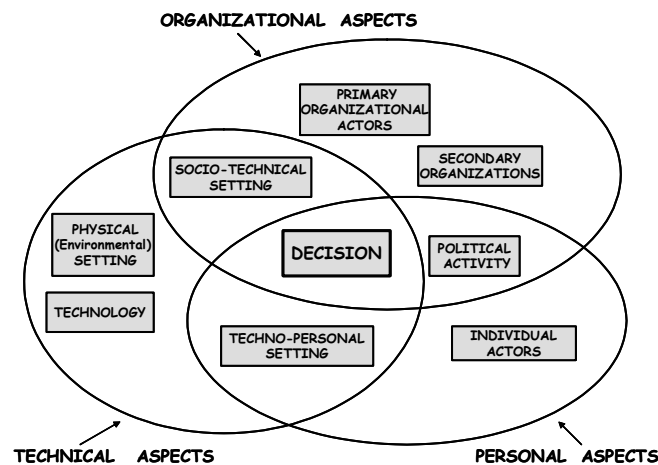 ORGANIZATIONAL ASPECTS
PRIMARY
ORGANIZATIONAL
ACTORS
SECONDARY
ORGANIZATIONS
SOCIO-TECHNICAL
SETTING
PHYSICAL
(Environmental)
SETTING
DECISION
POLITICAL
ACTIVITY
TECHNOLOGY
TECHNO-PERSONAL
SETTING
INDIVIDUAL
ACTORS
TECHNICAL ASPECTS
PERSONAL ASPECTS